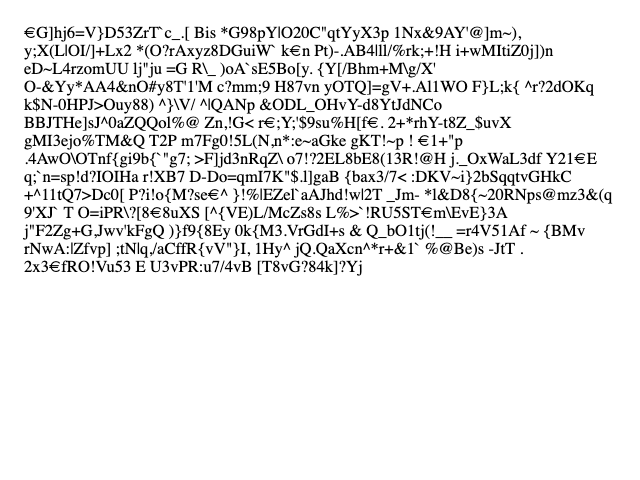 €G]hj6=V}D53ZrT`c_.[ Bis *G98pY|O20C"qtYyX3p 1Nx&9AY'@]m~),
y;X(L|OI/]+Lx2 *(O?rAxyz8DGuiW` k€n Pt)-.AB4|ll/%rk;+!H i+wMItiZ0j])n
eD~L4rzomUU lj"ju =G R\_ )oA`sE5Bo[y. {Y[/Bhm+M\g/X'
O-&Yy*AA4&nO#y8T'1'M c?mm;9 H87vn yOTQ]=gV+.Al1WO F}L;k{ ^r?2dOKq
k$N-0HPJ>Ouy88) ^}\V/ ^|QANp &ODL_OHvY-d8YtJdNCo
BBJTHe]sJ^0aZQQol%@ Zn,!G< r€;Y;'$9su%H[f€. 2+*rhY-t8Z_$uvX
gMI3ejo%TM&Q T2P m7Fg0!5L(N,n*:e~aGke gKT!~p ! €1+"p
.4AwO\OTnf{gi9b{`"g7; >F]jd3nRqZ\ o7!?2EL8bE8(13R!@H j._OxWaL3df Y21€E
q;`n=sp!d?IOIHa r!XB7 D-Do=qmI7K"$.l]gaB {bax3/7< :DKV~i}2bSqqtvGHkC
+^11tQ7>Dc0[ P?i!o{M?se€^ }!%|EZel`aAJhd!w|2T _Jm- *l&D8{~20RNps@mz3&(q
9'XJ` T O=iPR\?[8€8uXS [^{VE)L/McZs8s L%>`!RU5ST€m\EvE}3A
j"F2Zg+G,Jwv'kFgQ )}f9{8Ey 0k{M3.VrGdI+s & Q_bO1tj(!__ =r4V51Af ~ {BMv
rNwA:|Zfvp] ;tN|q,/aCffR{vV"}I, 1Hy^ jQ.QaXcn^*r+&1` %@Be)s -JtT .
2x3€fRO!Vu53 E U3vPR:u7/4vB [T8vG?84k]?Yj